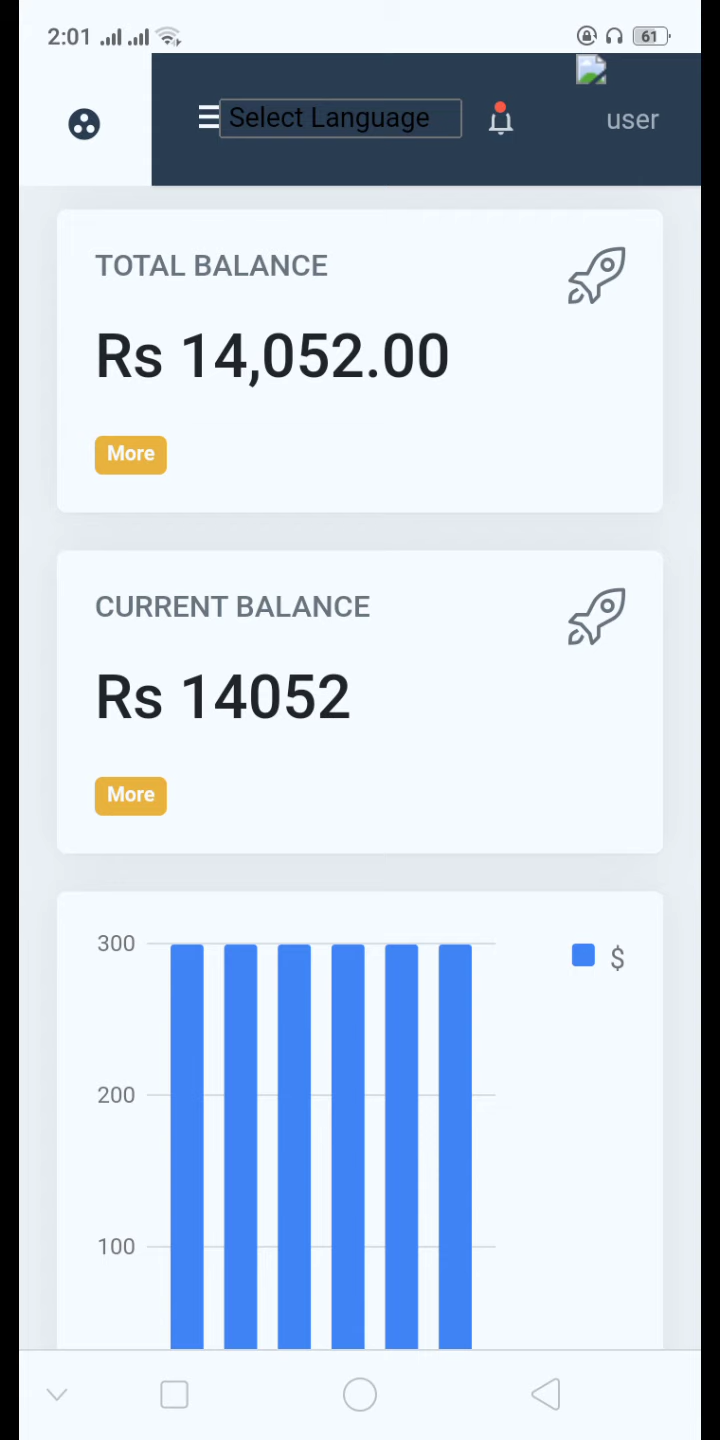 2:01
61
Select Language
user
TOTAL BALANCE
Rs 14,052.00
More
CURRENT BALANCE
Rs 14052
More
300
$
200
100